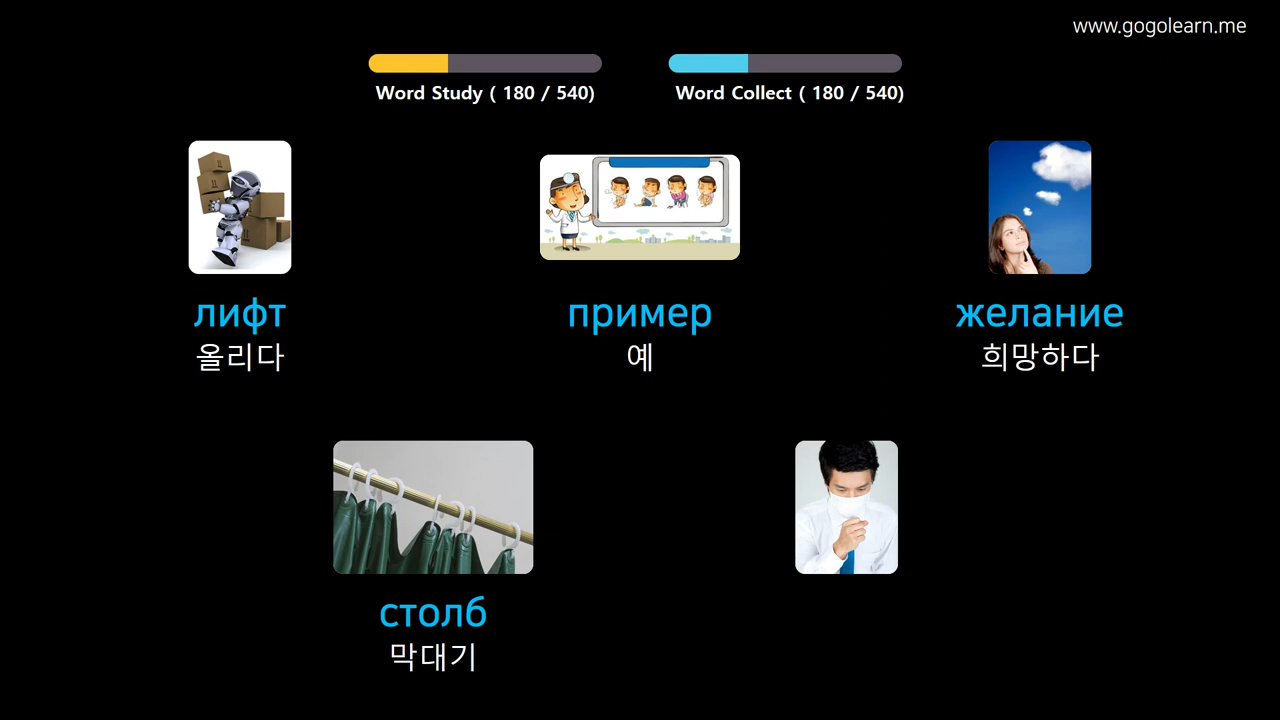 www.gogolearn.me
Word Study ( 180 / 540)
Word Collect ( 180 / 540)
лифт
올리다
пример
예
желание
희망하다
столб
막대기